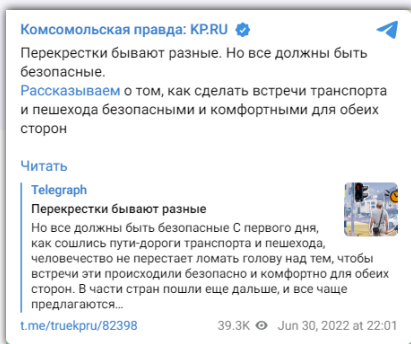 Комсомольская правда: KP.RU
Перекрестки бывают разные. Но все должны быть
безопасные.
Рассказываем о том, как сделать встречи транспорта
и пешехода безопасными и комфортными для обеих
сторон
Читать
Telegraph
Перекрестки бывают разные
Но все должны быть безопасные С первого дня,
как сошлись пути-дороги транспорта и пешехода,
человечество не перестает ломать голову над тем, чтобы
встречи эти происходили безопасно и комфортно для обеих
сторон. В части стран пошли еще дальше, и все чаще
предлагаются...
t.me/truekpru/82398 39.3K Jun 30, 2022 at 22:01